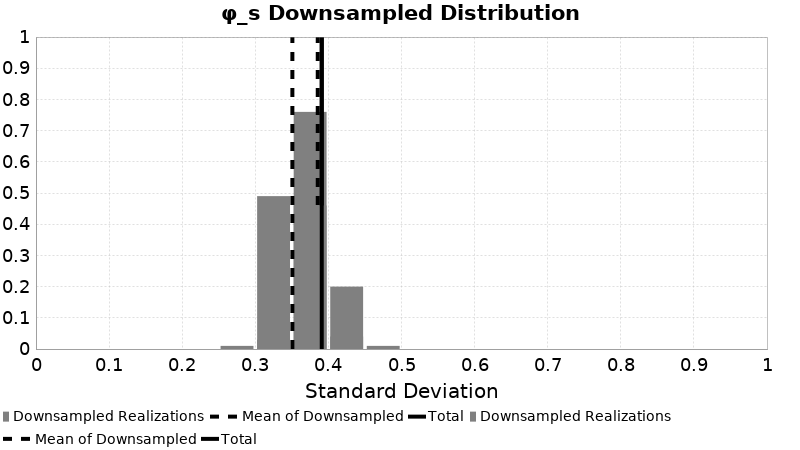 φ_s Downsampled Distribution
1
0.9
0.8
0.7
0.6
0.5
0.4
0.3
0.2
0.1
0
0 0.1 0.2 0.3 0.4 0.5 0.6 0.7 0.8 0.9 1
Standard Deviation
Downsampled Realizations Mean of Downsampled Total Downsampled Realizations
Mean of Downsampled Total